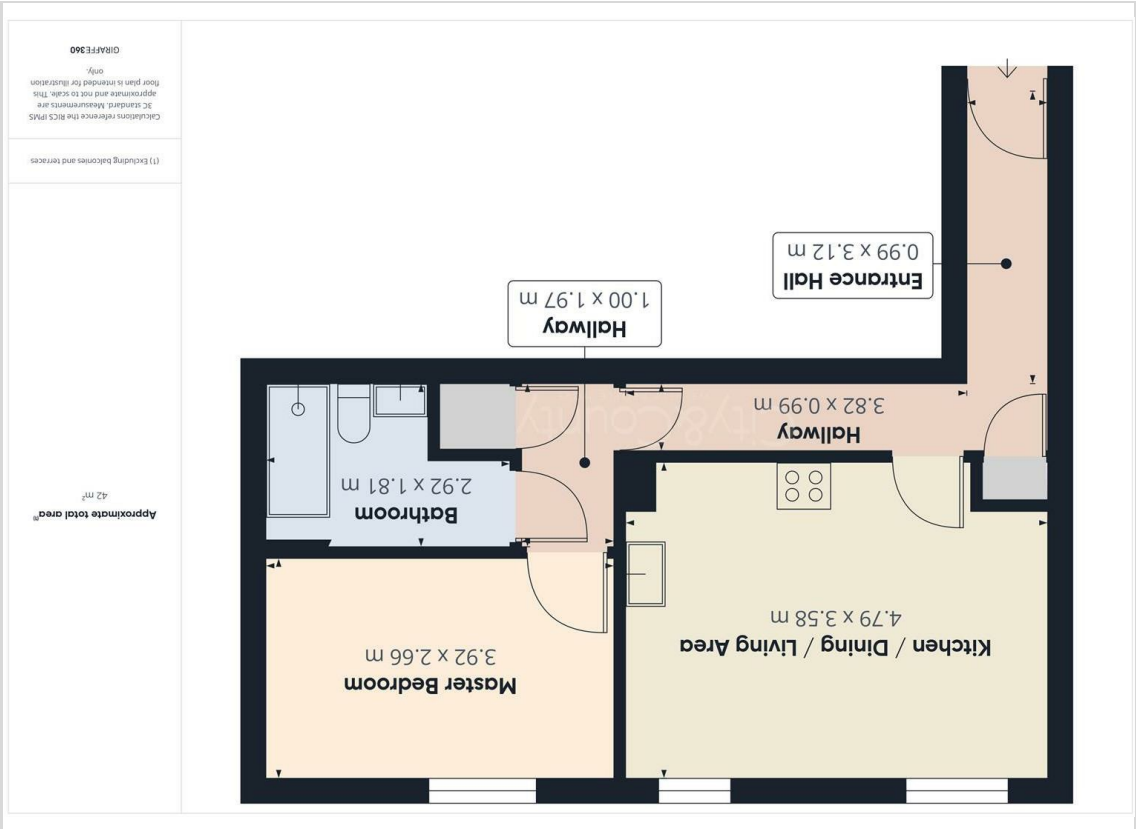 Kitchen / Dining / Living Area
4.79 x 3.58 m
Master Bedroom
3.92 x 2.66 m
Bathroom
2.92 x 1.81 m
Hallway
3.82 x 0.99 m
Hallway
1.00 x 1.97 m
Entrance Hall
0.99 x 3.12 m
City&County
Approximate total area⁽¹⁾
42 m²
(1) Excluding balconies and terraces
Calculations reference the RICS IPMS
3C standard. Measurements are
approximate and not to scale. This
floor plan is intended for illustration
only.
GIRAFFE360